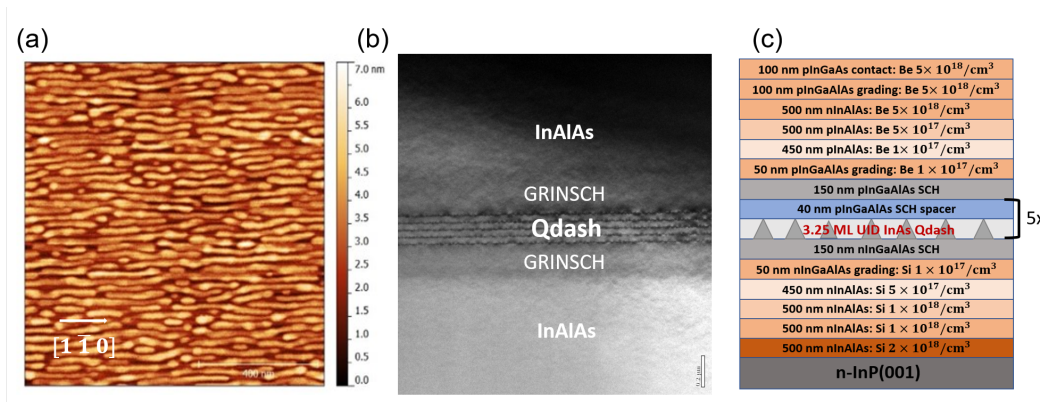 (a)
7.0 nm
6.0
5.5
5.0
4.5
4.0
3.5
3.0
2.5
2.0
1.5
1.0
0.0
[1 1̄ 0]
400 nm
(b)
InAlAs
GRINSCH
Qdash
GRINSCH
InAlAs
0.2 µm
(c)
100 nm pInGaAs contact: Be 5× 10¹⁸/cm³
100 nm pInGaAlAs grading: Be 5× 10¹⁸/cm³
500 nm nInAlAs: Be 5× 10¹⁸/cm³
500 nm pInAlAs: Be 5× 10¹⁷/cm³
450 nm pInAlAs: Be 1× 10¹⁷/cm³
50 nm pInGaAlAs grading: Be 1× 10¹⁷/cm³
150 nm pInGaAlAs SCH
40 nm pInGaAlAs SCH spacer
3.25 ML UID InAs Qdash
5x
150 nm nInGaAlAs SCH
50 nm nInGaAlAs grading: Si 1× 10¹⁷/cm³
450 nm nInAlAs: Si 5× 10¹⁷/cm³
500 nm nInAlAs: Si 1× 10¹⁸/cm³
500 nm nInAlAs: Si 1× 10¹⁸/cm³
500 nm nInAlAs: Si 2× 10¹⁸/cm³
n-InP(001)